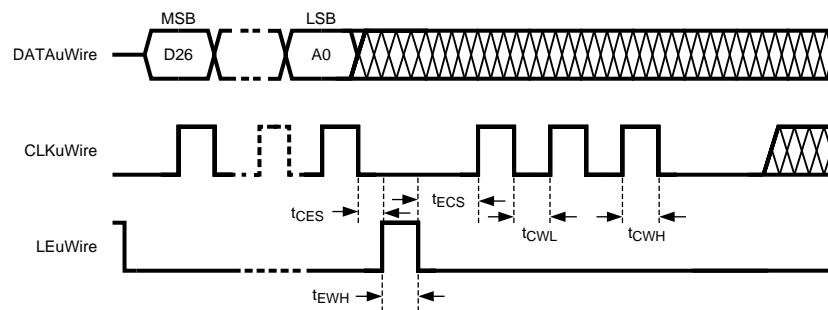 MSB LSB
DATAuWire D26 A0
CLKuWire
tCES tECS
tCWL tCWH
LEuWire
tEWH